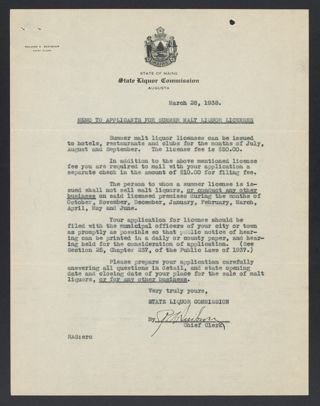 STATE OF MAINE
State Liquor Commission
AUGUSTA
CHIEF CLERK
March 28, 1938.
MEMO TO APPLICANTS FOR SUMMER MALT LIQUOR LICENSES
Summer malt liquor licenses can be issued
to hotels, restaurants and clubs for the months of July,
August and September. The license fee is $50.00.
In addition to the above mentioned license
fee you are required to mail with your application a
separate check in the amount of $10.00 for filing fee.
The person to whom a summer license is is-
sued shall not sell malt liquors, or conduct any other
business on said licensed premises during the months of
October, November, December, January, February, March,
April, May and June.
Your application for license should be
filed with the municipal officers of your city or town
as promptly as possible so that public notice of hear-
ing can be printed in a daily or county paper, and hear-
ing held for the consideration of application. (See
Section 25, Chapter 237, of the Public Laws of 1937.)
Please prepare your application carefully
answering all questions in detail, and state opening
date and closing date of your place for the sale of malt
liquors, or for any other business.
Very truly yours,
STATE LIQUOR COMMISSION
By
Chief Clerk